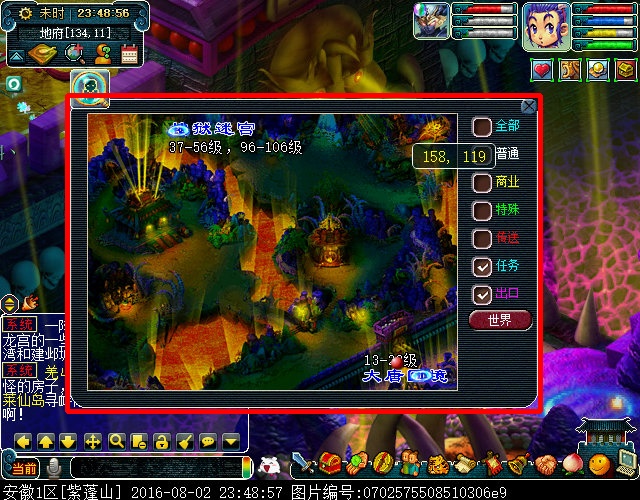 未时 23:48:56
地府[134,11]
地狱迷宫
37-56级，96-106级
158, 119
全部
普通
商业
特殊
传送
任务
出口
世界
13-22级
大唐国境
系统
龙宫的一
湾和建邺
系统
怪的房子，
莱仙岛寻
啊！
当前
安徽1区[紫蓬山] 2016-08-02 23:48:57 图片编号:0702575508510306e9